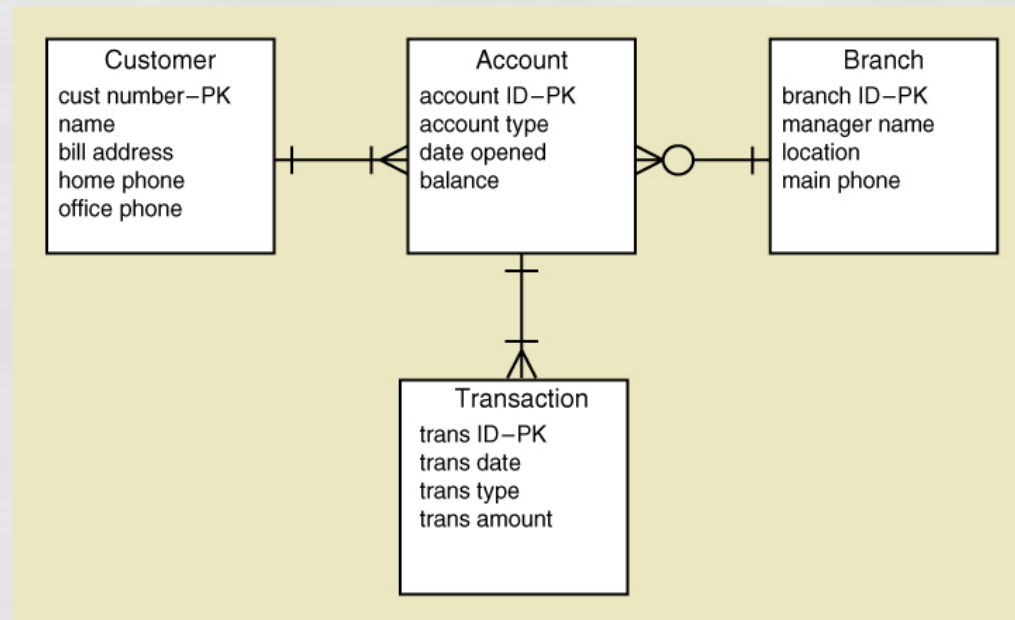 Customer
cust number–PK
name
bill address
home phone
office phone
Account
account ID–PK
account type
date opened
balance
Branch
branch ID–PK
manager name
location
main phone
Transaction
trans ID–PK
trans date
trans type
trans amount